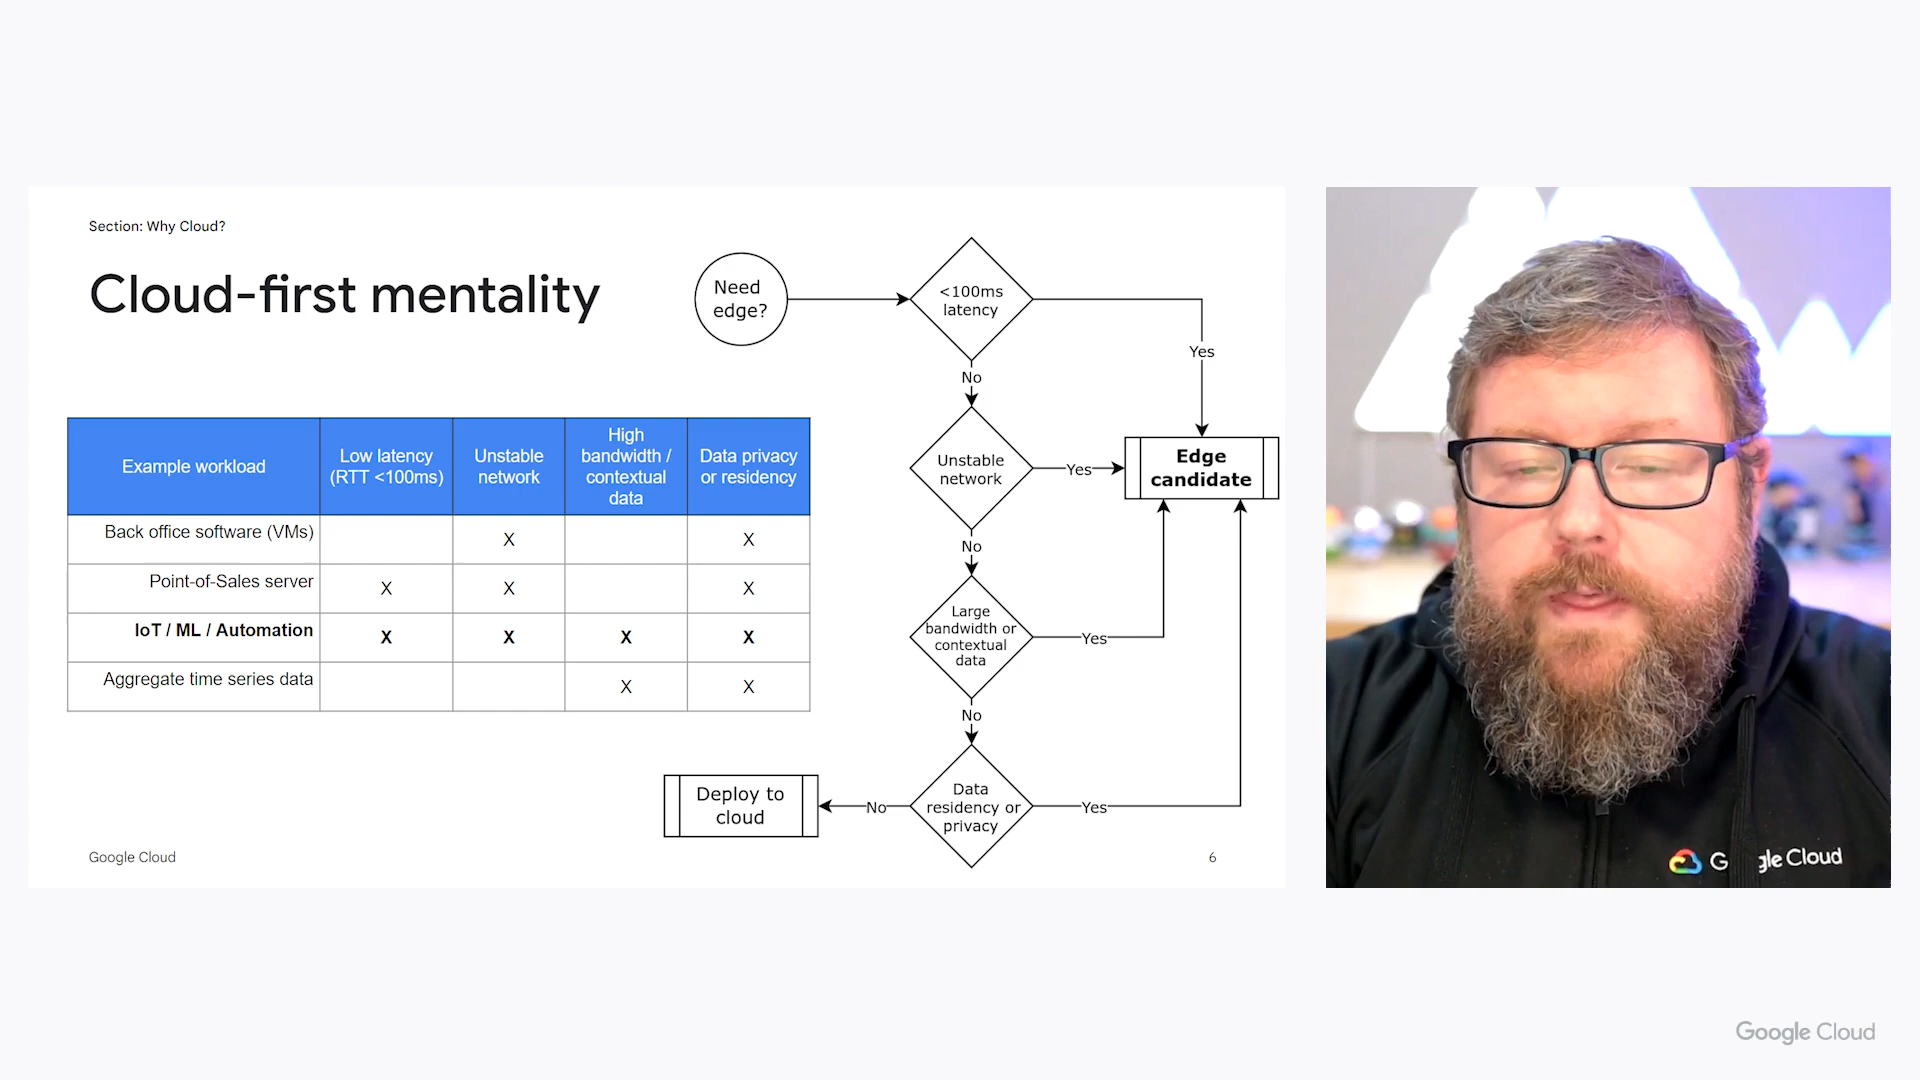 Section: Why Cloud?
Cloud-first mentality
Example workload
Low latency
(RTT <100ms)
Unstable
network
High
bandwidth /
contextual
data
Data privacy
or residency
Back office software (VMs)
X
X
Point-of-Sales server
X
X
X
IoT / ML / Automation
X
X
X
X
Aggregate time series data
X
X
Need
edge?
<100ms
latency
Yes
No
Unstable
network
Yes
Edge
candidate
No
Large
bandwidth or
contextual
data
Yes
No
Data
residency or
privacy
Yes
No
Deploy to
cloud
Google Cloud
6
G gle Cloud
Google Cloud